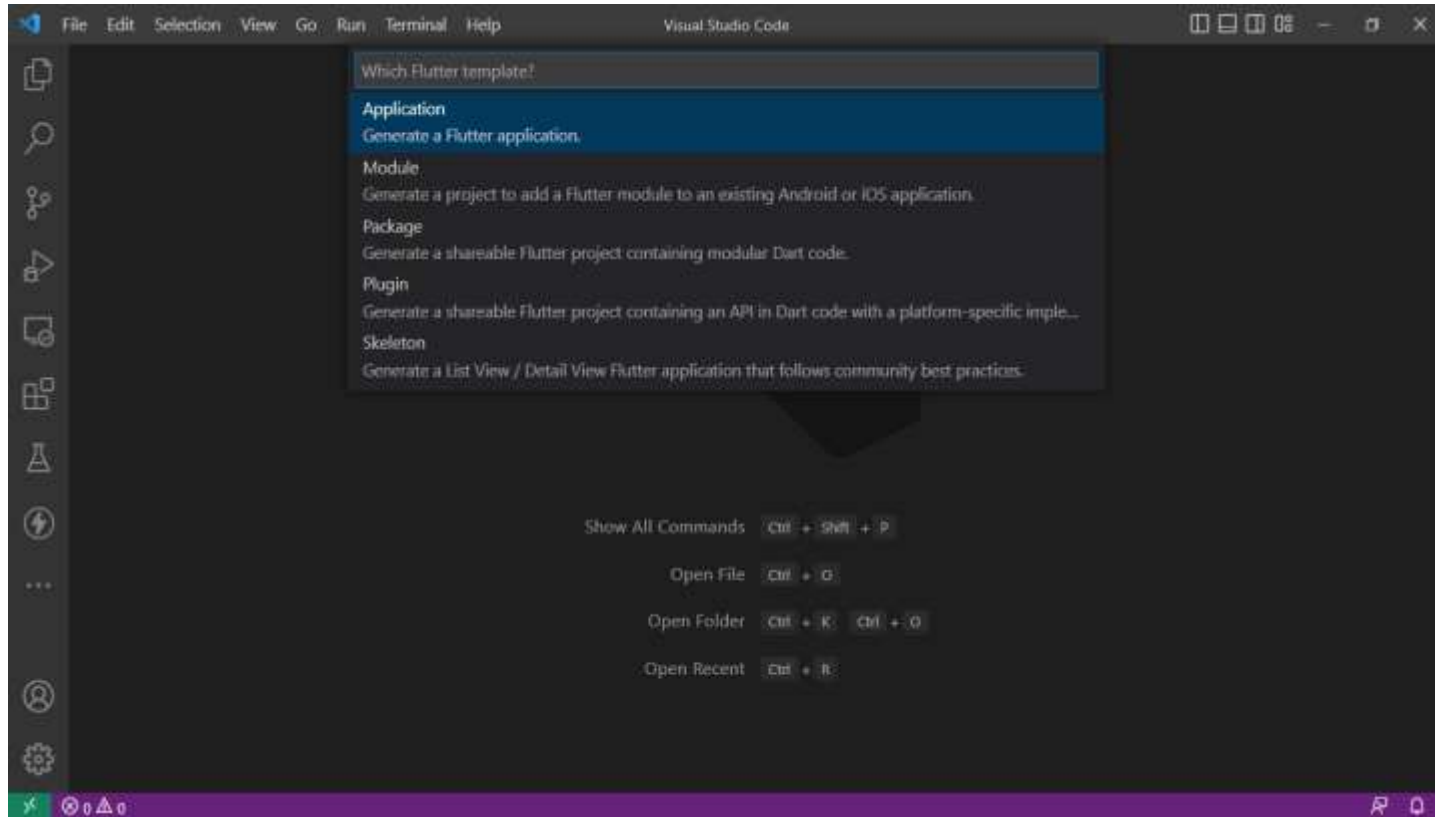 File Edit Selection View Go Run Terminal Help Visual Studio Code
Which Flutter template?
Application
Generate a Flutter application.
Module
Generate a project to add a Flutter module to an existing Android or iOS application.
Package
Generate a shareable Flutter project containing modular Dart code.
Plugin
Generate a shareable Flutter project containing an API in Dart code with a platform-specific imple...
Skeleton
Generate a List View / Detail View Flutter application that follows community best practices.
Show All Commands Ctrl + Shift + P
Open File Ctrl + O
Open Folder Ctrl + K Ctrl + O
Open Recent Ctrl + R
0 0